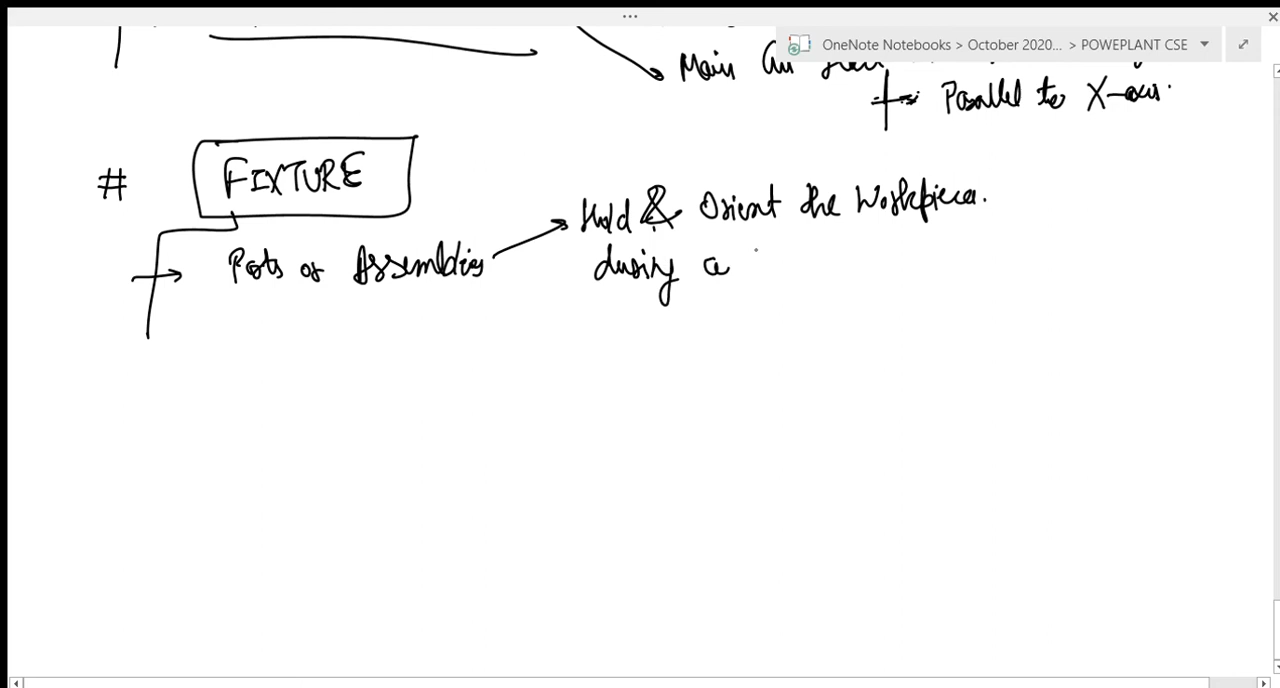 OneNote Notebooks > October 2020... > POWEPLANT CSE
Main
Parallel to X-axis.
# FIXTURE
Parts or Assemblies
Hold & Orient the Workpiece.
during a